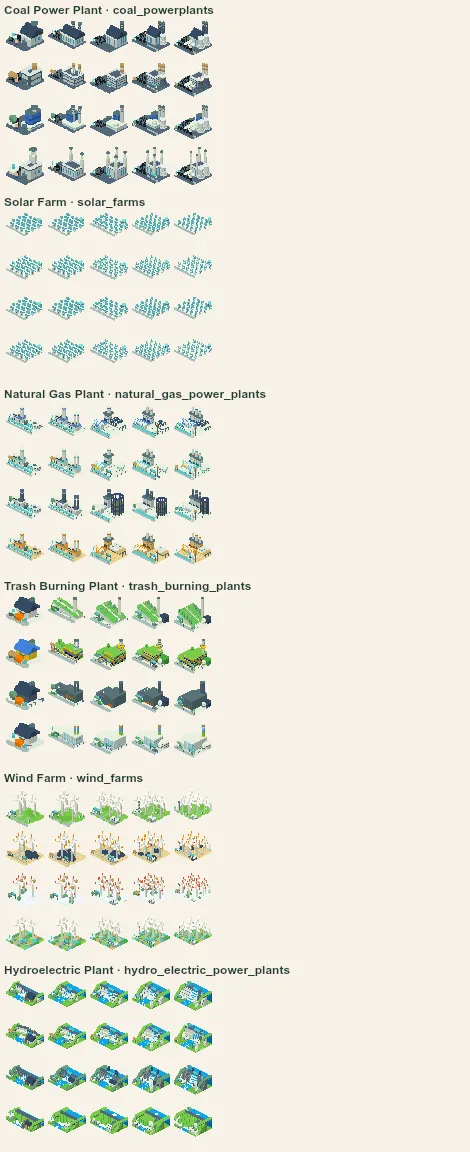 Coal Power Plant · coal_powerplants
Solar Farm · solar_farms
Natural Gas Plant · natural_gas_power_plants
Trash Burning Plant · trash_burning_plants
Wind Farm · wind_farms
Hydroelectric Plant · hydro_electric_power_plants